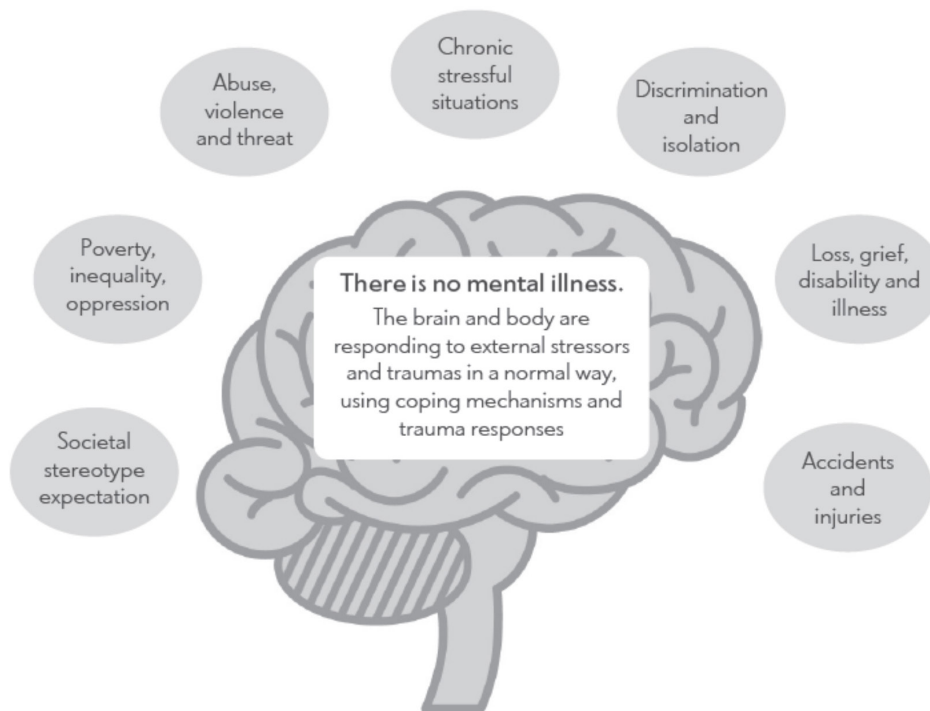 Chronic
stressful
situations
Abuse,
violence
and threat
Discrimination
and
isolation
Poverty,
inequality,
oppression
There is no mental illness.
The brain and body are
responding to external stressors
and traumas in a normal way,
using coping mechanisms and
trauma responses
Loss, grief,
disability and
illness
Societal
stereotype
expectation
Accidents
and
injuries